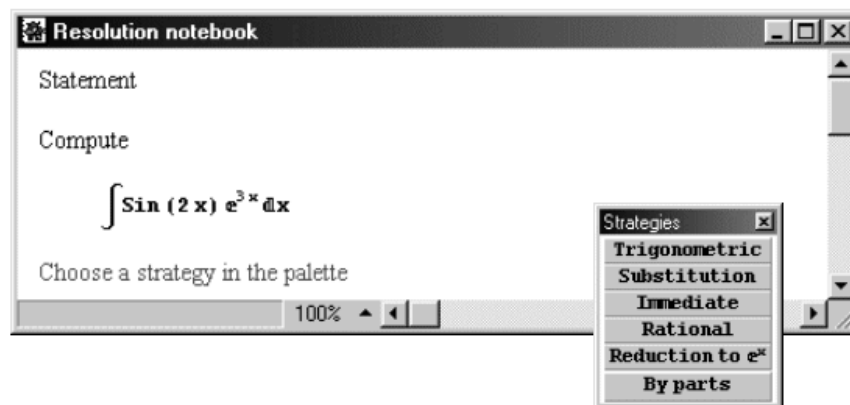 Resolution notebook
Statement
Compute
∫Sin (2 x) e^{3 x} dx
Choose a strategy in the palette
100%
Strategies
Trigonometric
Substitution
Immediate
Rational
Reduction to e^x
By parts